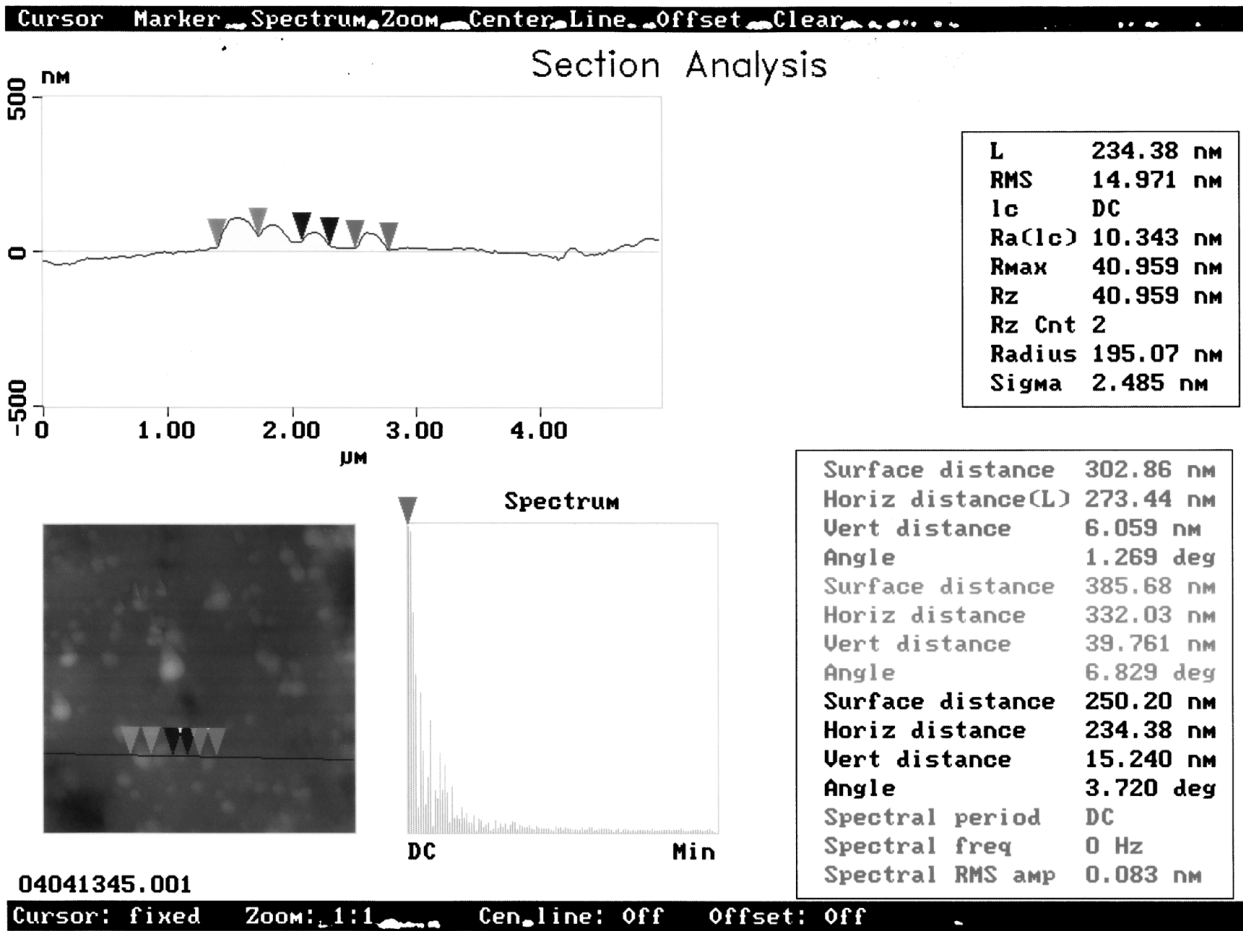 Cursor Marker Spectrum Zoom Center Line Offset Clear
Section Analysis
nM
500
0
-500
0 1.00 2.00 3.00 4.00
µM
L 234.38 nM
RMS 14.971 nM
lc DC
Ra(lc) 10.343 nM
RMax 40.959 nM
Rz 40.959 nM
Rz Cnt 2
Radius 195.07 nM
SigMa 2.485 nM
Surface distance 302.86 nM
Horiz distance(L) 273.44 nM
Vert distance 6.059 nM
Angle 1.269 deg
Surface distance 385.68 nM
Horiz distance 332.03 nM
Vert distance 39.761 nM
Angle 6.829 deg
Surface distance 250.20 nM
Horiz distance 234.38 nM
Vert distance 15.240 nM
Angle 3.720 deg
Spectral period DC
Spectral freq 0 Hz
Spectral RMS aMp 0.083 nM
SpectruM
DC Min
04041345.001
Cursor: fixed ZooM: 1:1 Cen line: Off Offset: Off